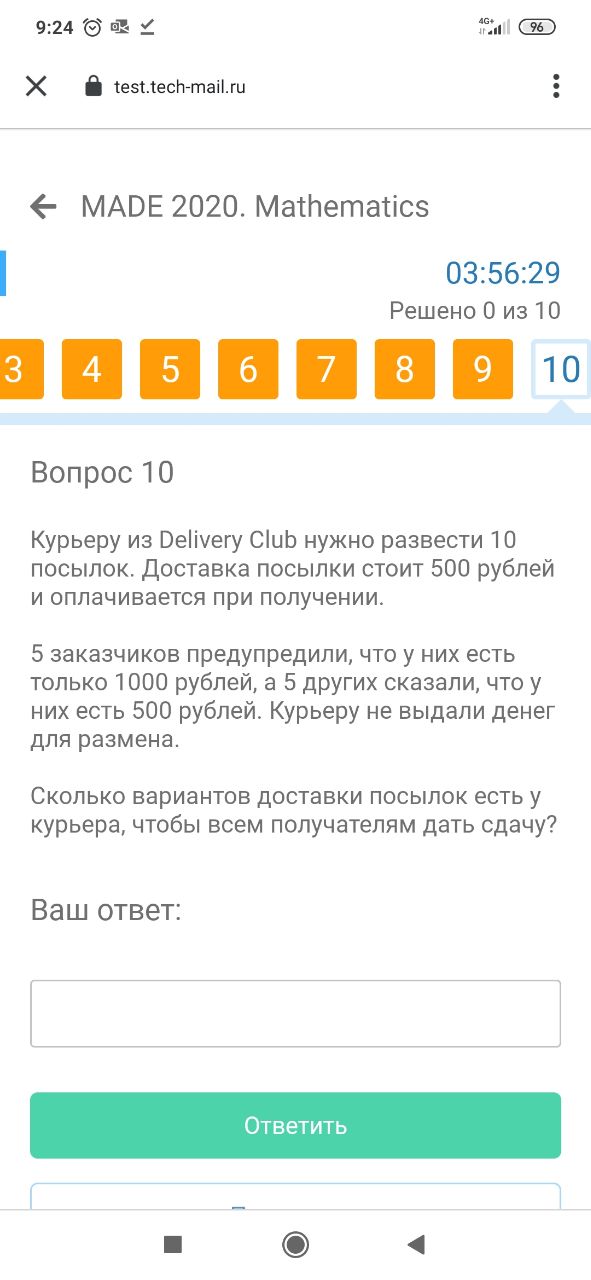 9:24
4G+
96
test.tech-mail.ru
MADE 2020. Mathematics
03:56:29
Решено 0 из 10
3 4 5 6 7 8 9 10
Вопрос 10
Курьеру из Delivery Club нужно развести 10
посылок. Доставка посылки стоит 500 рублей
и оплачивается при получении.
5 заказчиков предупредили, что у них есть
только 1000 рублей, а 5 других сказали, что у
них есть 500 рублей. Курьеру не выдали денег
для размена.
Сколько вариантов доставки посылок есть у
курьера, чтобы всем получателям дать сдачу?
Ваш ответ:
Ответить